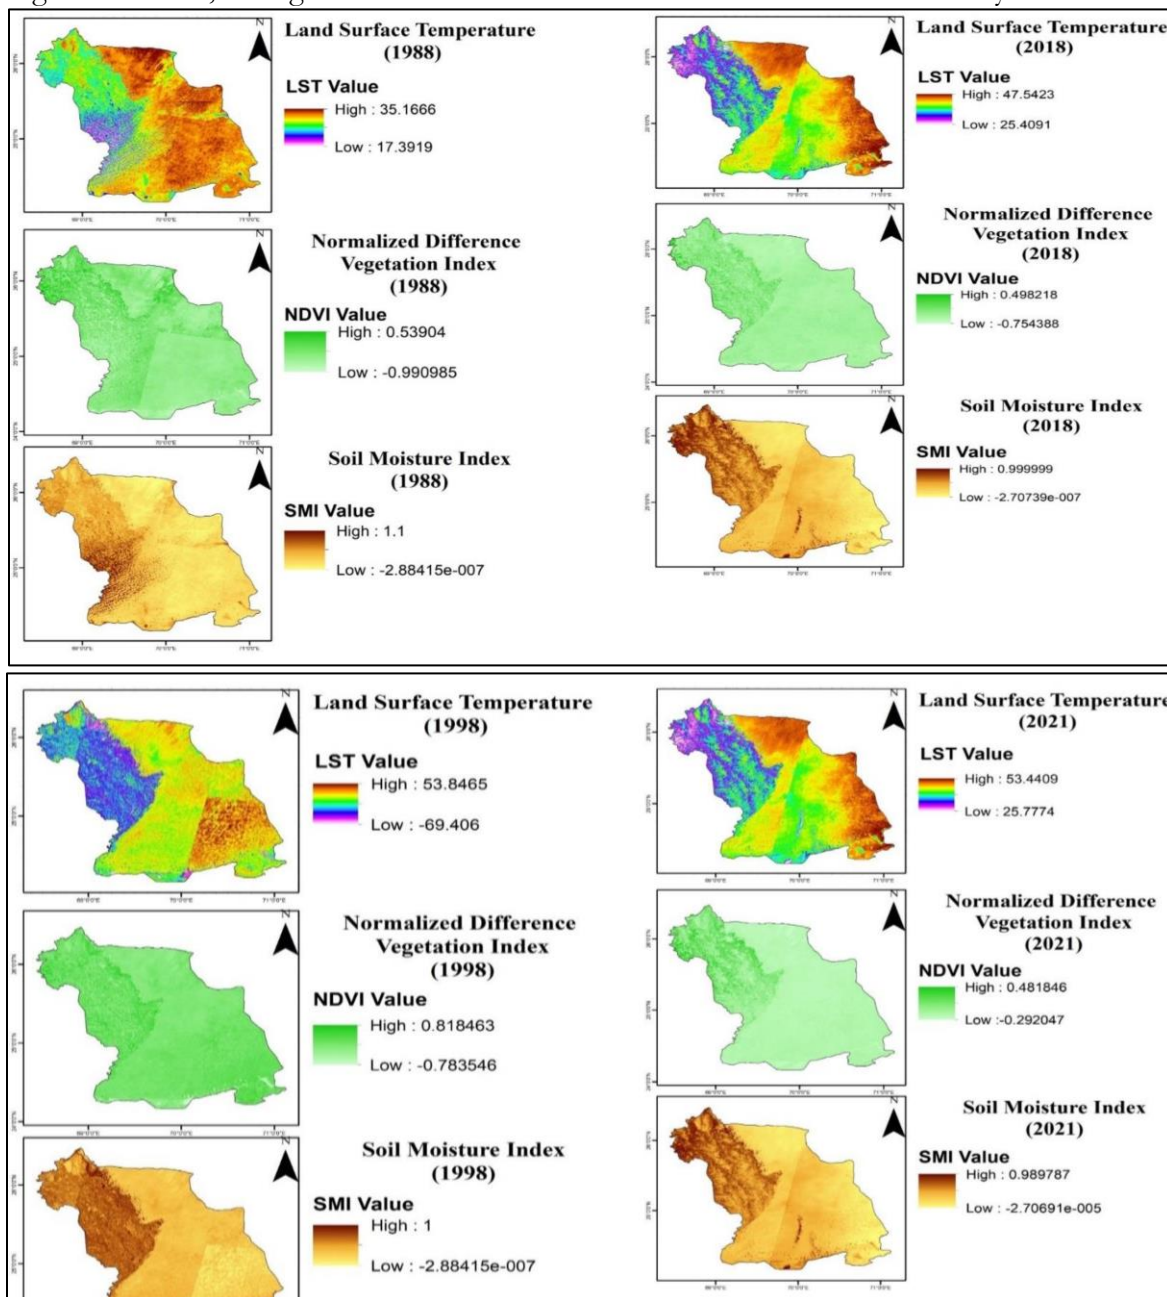 Land Surface Temperature
(1988)
LST Value
High : 35.1666
Low : 17.3919
Normalized Difference
Vegetation Index
(1988)
NDVI Value
High : 0.53904
Low : -0.990985
Soil Moisture Index
(1988)
SMI Value
High : 1.1
Low : -2.88415e-007
Land Surface Temperature
(2018)
LST Value
High : 47.5423
Low : 25.4091
Normalized Difference
Vegetation Index
(2018)
NDVI Value
High : 0.498218
Low : -0.754388
Soil Moisture Index
(2018)
SMI Value
High : 0.999999
Low : -2.70739e-007
Land Surface Temperature
(1998)
LST Value
High : 53.8465
Low : -69.406
Normalized Difference
Vegetation Index
(1998)
NDVI Value
High : 0.818463
Low : -0.783546
Soil Moisture Index
(1998)
SMI Value
High : 1
Low : -2.88415e-007
Land Surface Temperature
(2021)
LST Value
High : 53.4409
Low : 25.7774
Normalized Difference
Vegetation Index
(2021)
NDVI Value
High : 0.481846
Low : -0.292047
Soil Moisture Index
(2021)
SMI Value
High : 0.989787
Low : -2.70691e-005